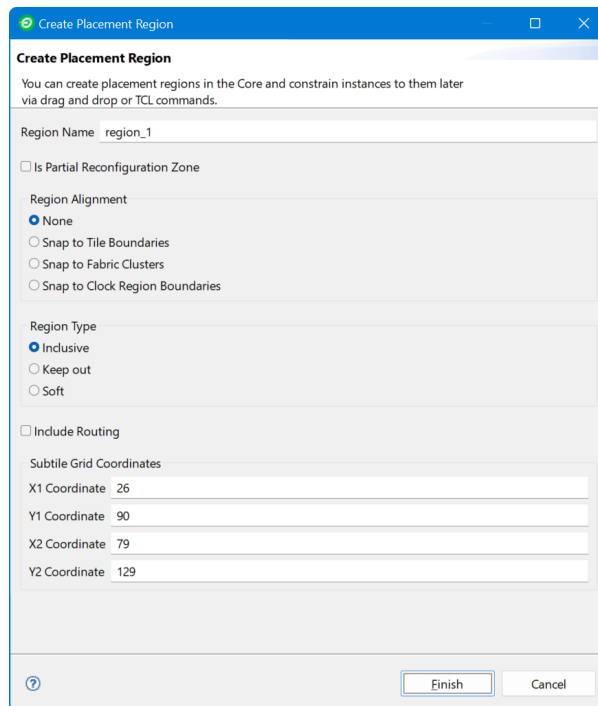 Create Placement Region
Create Placement Region
You can create placement regions in the Core and constrain instances to them later
via drag and drop or TCL commands.
Region Name region_1
Is Partial Reconfiguration Zone
Region Alignment
None
Snap to Tile Boundaries
Snap to Fabric Clusters
Snap to Clock Region Boundaries
Region Type
Inclusive
Keep out
Soft
Include Routing
Subtile Grid Coordinates
X1 Coordinate 26
Y1 Coordinate 90
X2 Coordinate 79
Y2 Coordinate 129
? Finish Cancel